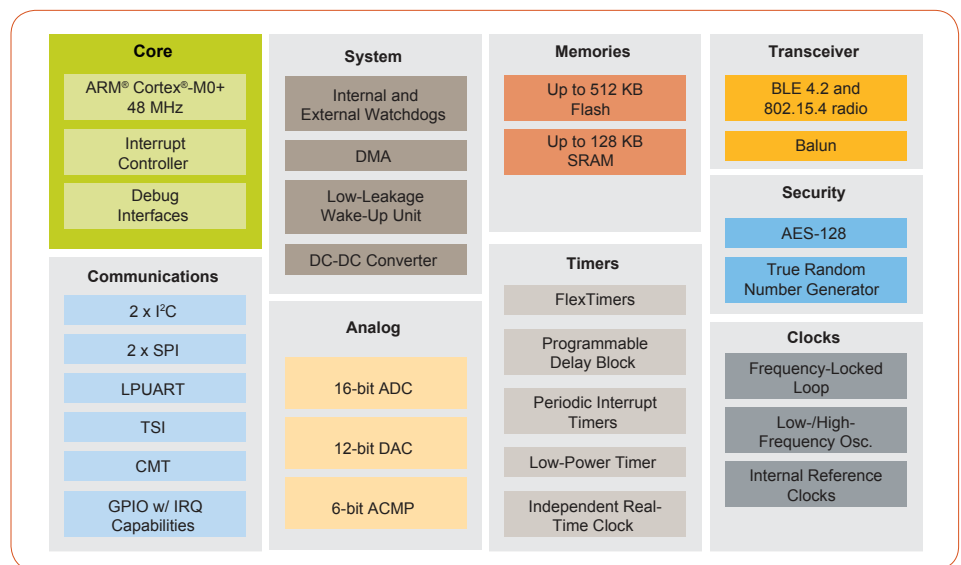 Core
ARM® Cortex®-M0+
48 MHz
Interrupt
Controller
Debug
Interfaces
Communications
2 x I²C
2 x SPI
LPUART
TSI
CMT
GPIO w/ IRQ
Capabilities
System
Internal and
External Watchdogs
DMA
Low-Leakage
Wake-Up Unit
DC-DC Converter
Analog
16-bit ADC
12-bit DAC
6-bit ACMP
Memories
Up to 512 KB
Flash
Up to 128 KB
SRAM
Timers
FlexTimers
Programmable
Delay Block
Periodic Interrupt
Timers
Low-Power Timer
Independent Real-
Time Clock
Transceiver
BLE 4.2 and
802.15.4 radio
Balun
Security
AES-128
True Random
Number Generator
Clocks
Frequency-Locked
Loop
Low-/High-
Frequency Osc.
Internal Reference
Clocks